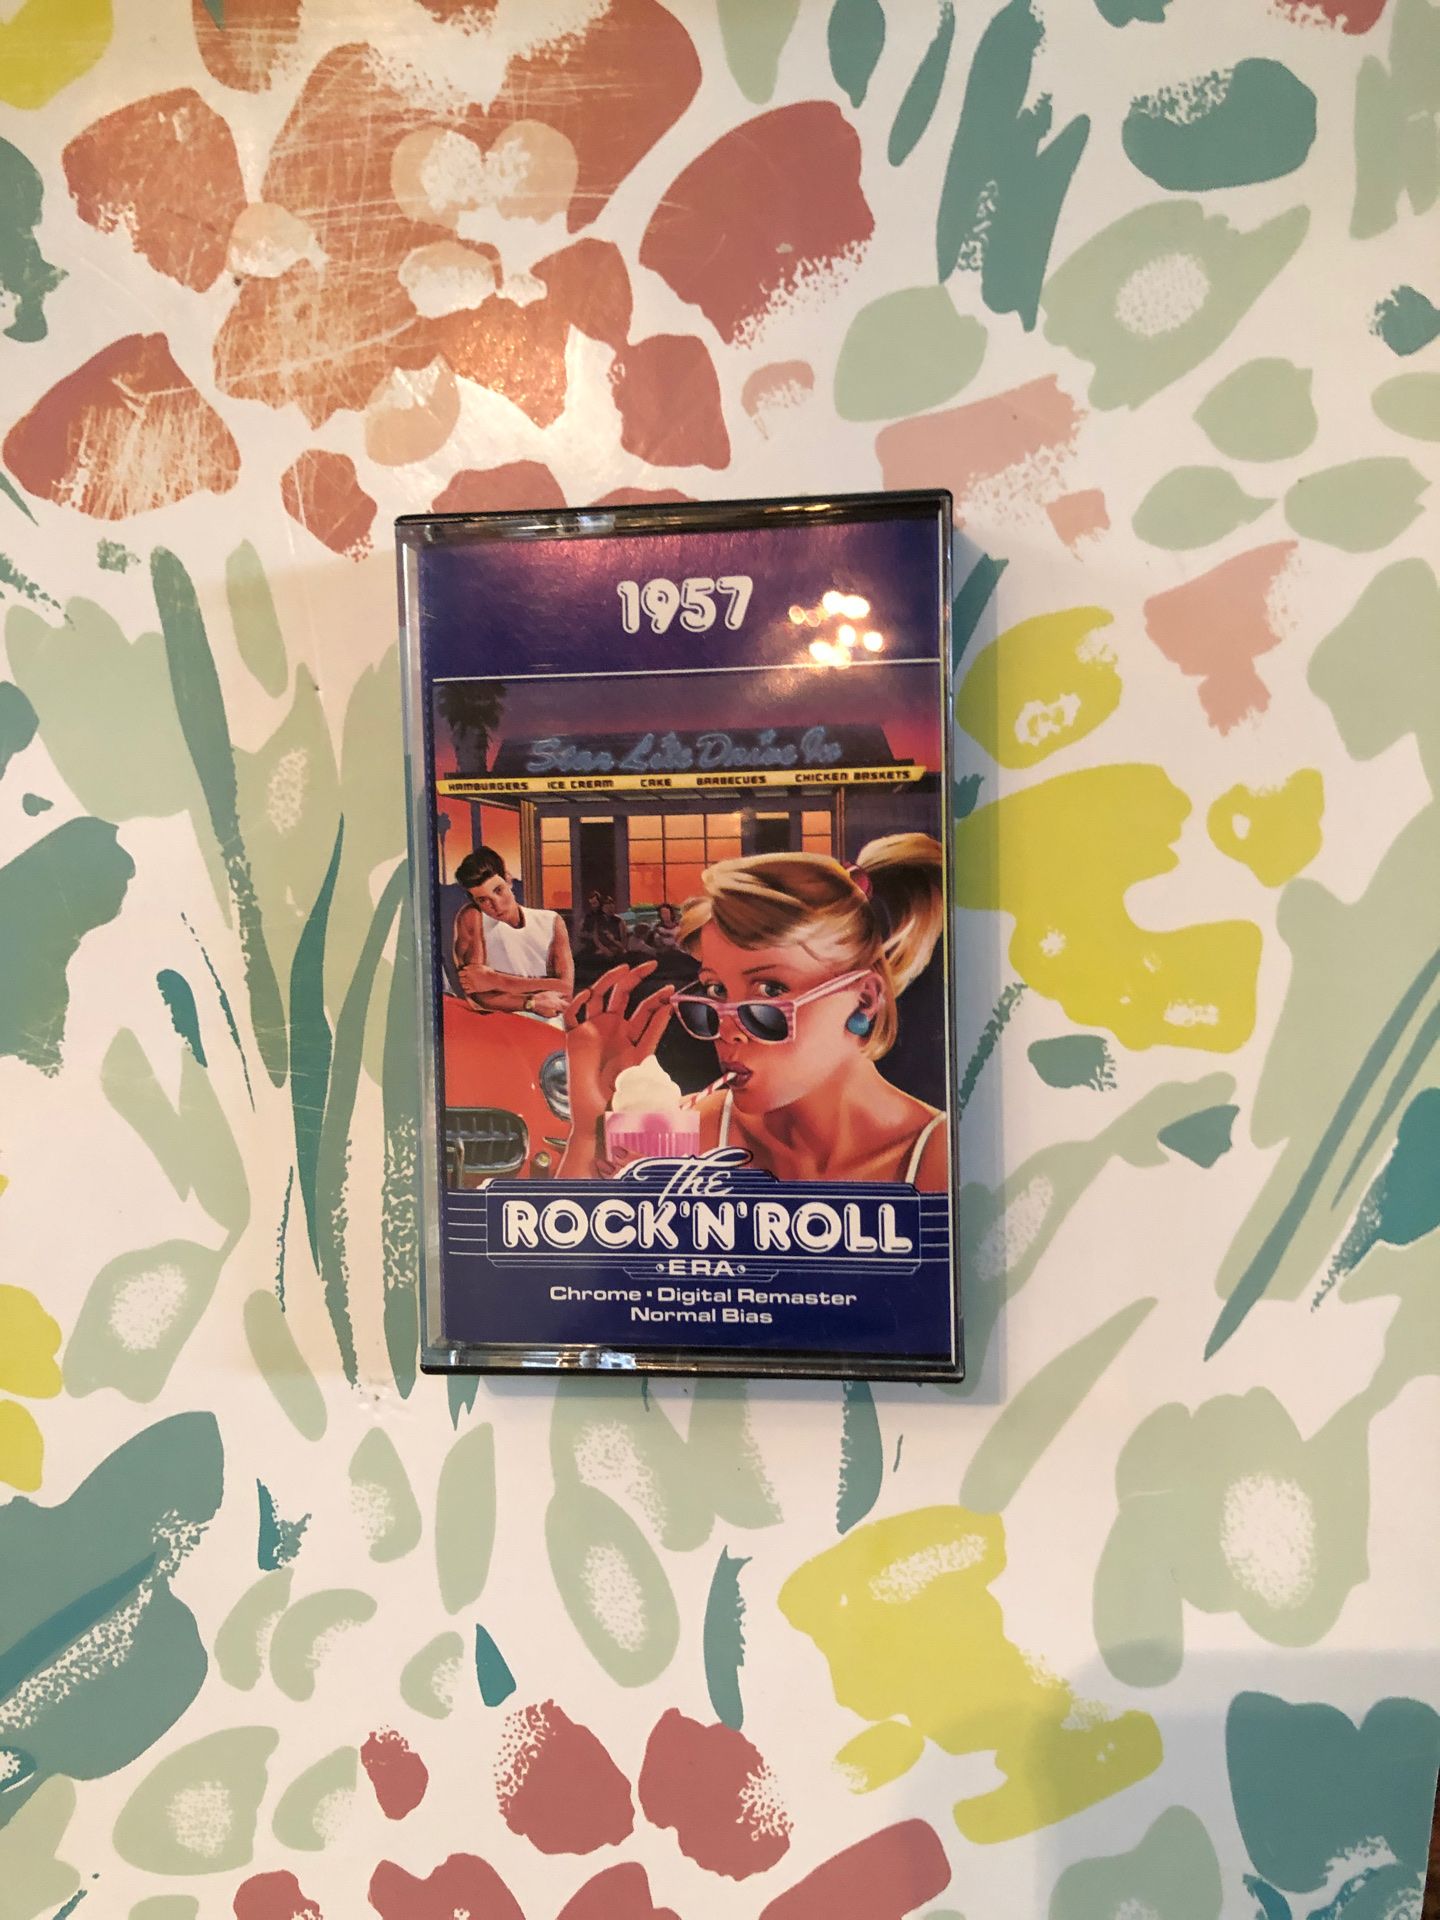 1957
Star Lite Drive In
HAMBURGERS ICE CREAM CAKE BARBECUES CHICKEN BASKETS
The
ROCK'N'ROLL
•ERA•
Chrome • Digital Remaster
Normal Bias